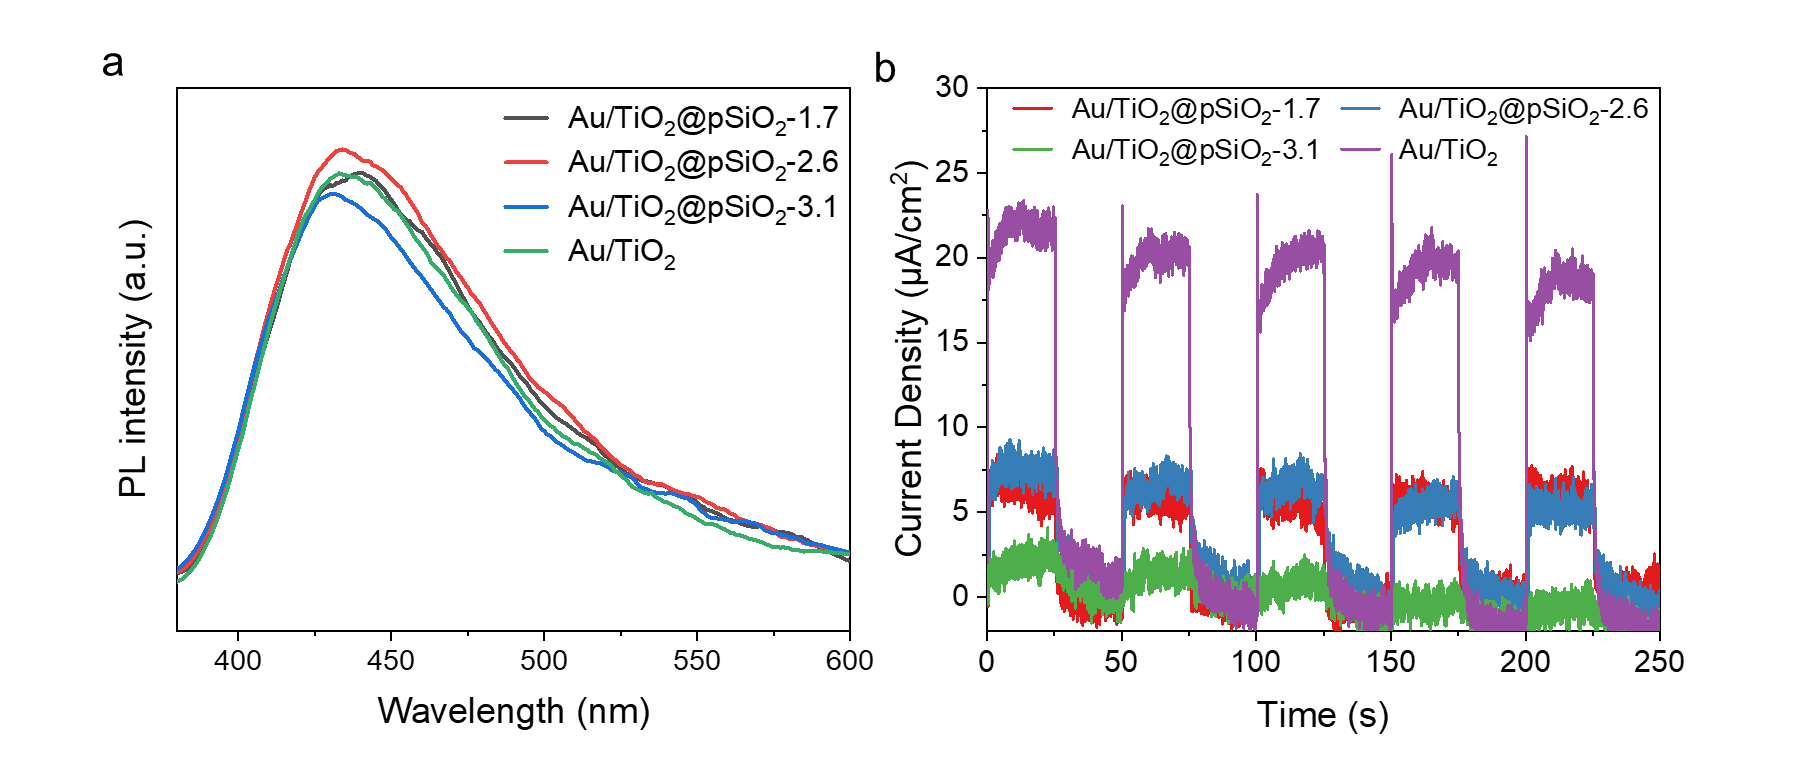 a
PL intensity (a.u.)
Au/TiO₂@pSiO₂-1.7
Au/TiO₂@pSiO₂-2.6
Au/TiO₂@pSiO₂-3.1
Au/TiO₂
400 450 500 550 600
Wavelength (nm)
b
Current Density (μA/cm²)
30
25
20
15
10
5
0
Au/TiO₂@pSiO₂-1.7 Au/TiO₂@pSiO₂-2.6
Au/TiO₂@pSiO₂-3.1 Au/TiO₂
0 50 100 150 200 250
Time (s)